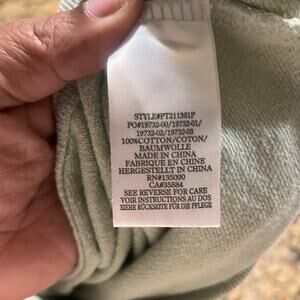 STYLE#PT211361P
PO#19732-00/19732-01/
19732-02/19732-03
100%COTTON/COTON/
BAUMWOLLE
MADE IN CHINA
FABRIQUE EN CHINE
HERGESTELLT IN CHINA
RN#135090
CA#35884
SEE REVERSE FOR CARE
VOIR INSTRUCTIONS AU DOS
SIEHE RÜCKSEITE FÜR DIE PFLEGE